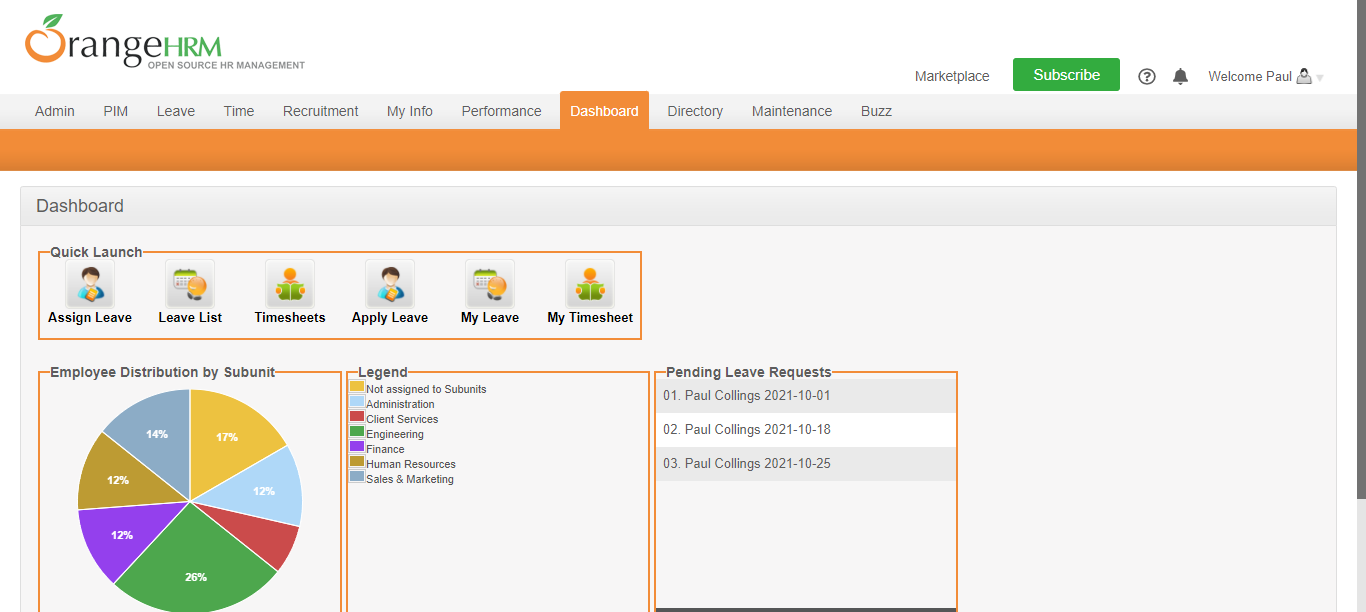 OrangeHRM
OPEN SOURCE HR MANAGEMENT
Marketplace Subscribe Welcome Paul
Admin PIM Leave Time Recruitment My Info Performance Dashboard Directory Maintenance Buzz
Dashboard
Quick Launch
Assign Leave Leave List Timesheets Apply Leave My Leave My Timesheet
Employee Distribution by Subunit
17%
12%
26%
12%
12%
14%
Legend
Not assigned to Subunits
Administration
Client Services
Engineering
Finance
Human Resources
Sales & Marketing
Pending Leave Requests
01. Paul Collings 2021-10-01
02. Paul Collings 2021-10-18
03. Paul Collings 2021-10-25